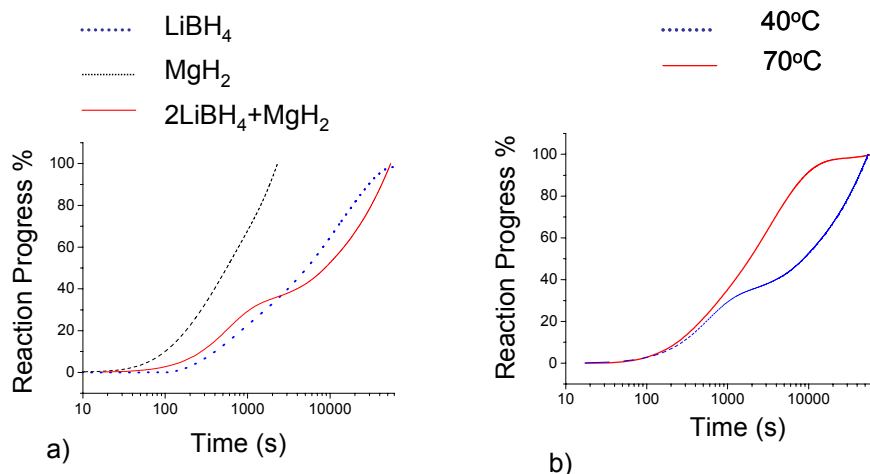 LiBH₄
MgH₂
2LiBH₄+MgH₂
100
80
60
40
20
0
Reaction Progress %
10 100 1000 10000
Time (s)
a)
40ºC
70ºC
100
80
60
40
20
0
Reaction Progress %
10 100 1000 10000
Time (s)
b)